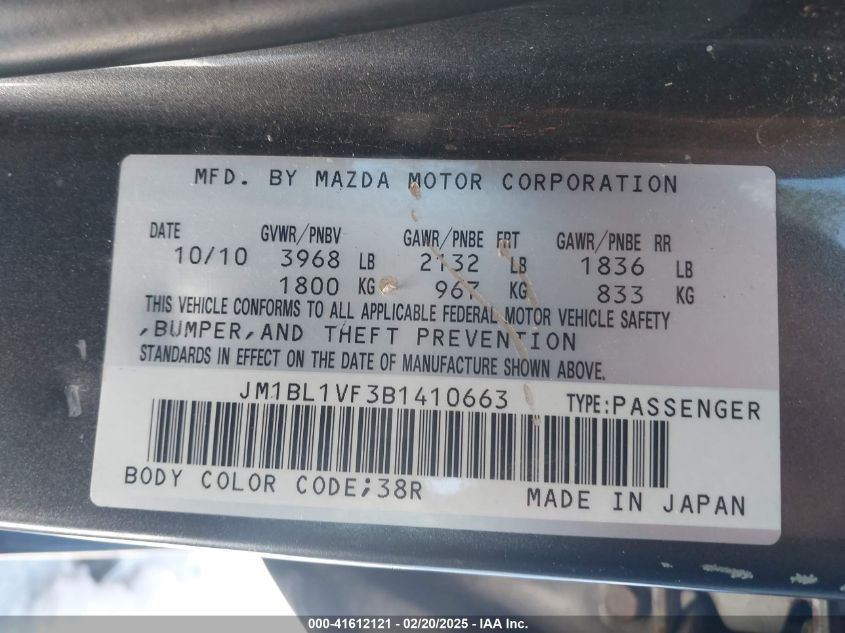 MFD. BY MAZDA MOTOR CORPORATION
DATE GVWR/PNBV GAWR/PNBE FRT GAWR/PNBE RR
10/10 3968 LB 2132 LB 1836 LB
1800 KG 967 KG 833 KG
THIS VEHICLE CONFORMS TO ALL APPLICABLE FEDERAL MOTOR VEHICLE SAFETY
,BUMPER,AND THEFT PREVENTION
STANDARDS IN EFFECT ON THE DATE OF MANUFACTURE SHOWN ABOVE.
JM1BL1VF3B1410663 TYPE:PASSENGER
BODY COLOR CODE;38R MADE IN JAPAN
000-41612121 - 02/20/2025 - IAA Inc.